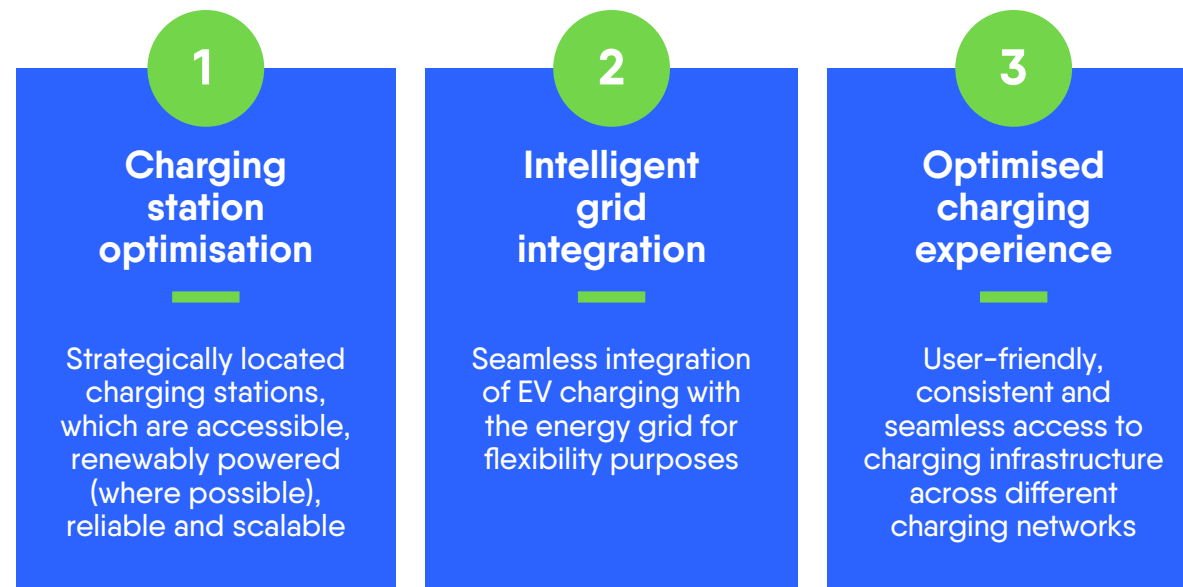 1
Charging
station
optimisation
Strategically located
charging stations,
which are accessible,
renewably powered
(where possible),
reliable and scalable
2
Intelligent
grid
integration
Seamless integration
of EV charging with
the energy grid for
flexibility purposes
3
Optimised
charging
experience
User-friendly,
consistent and
seamless access to
charging infrastructure
across different
charging networks